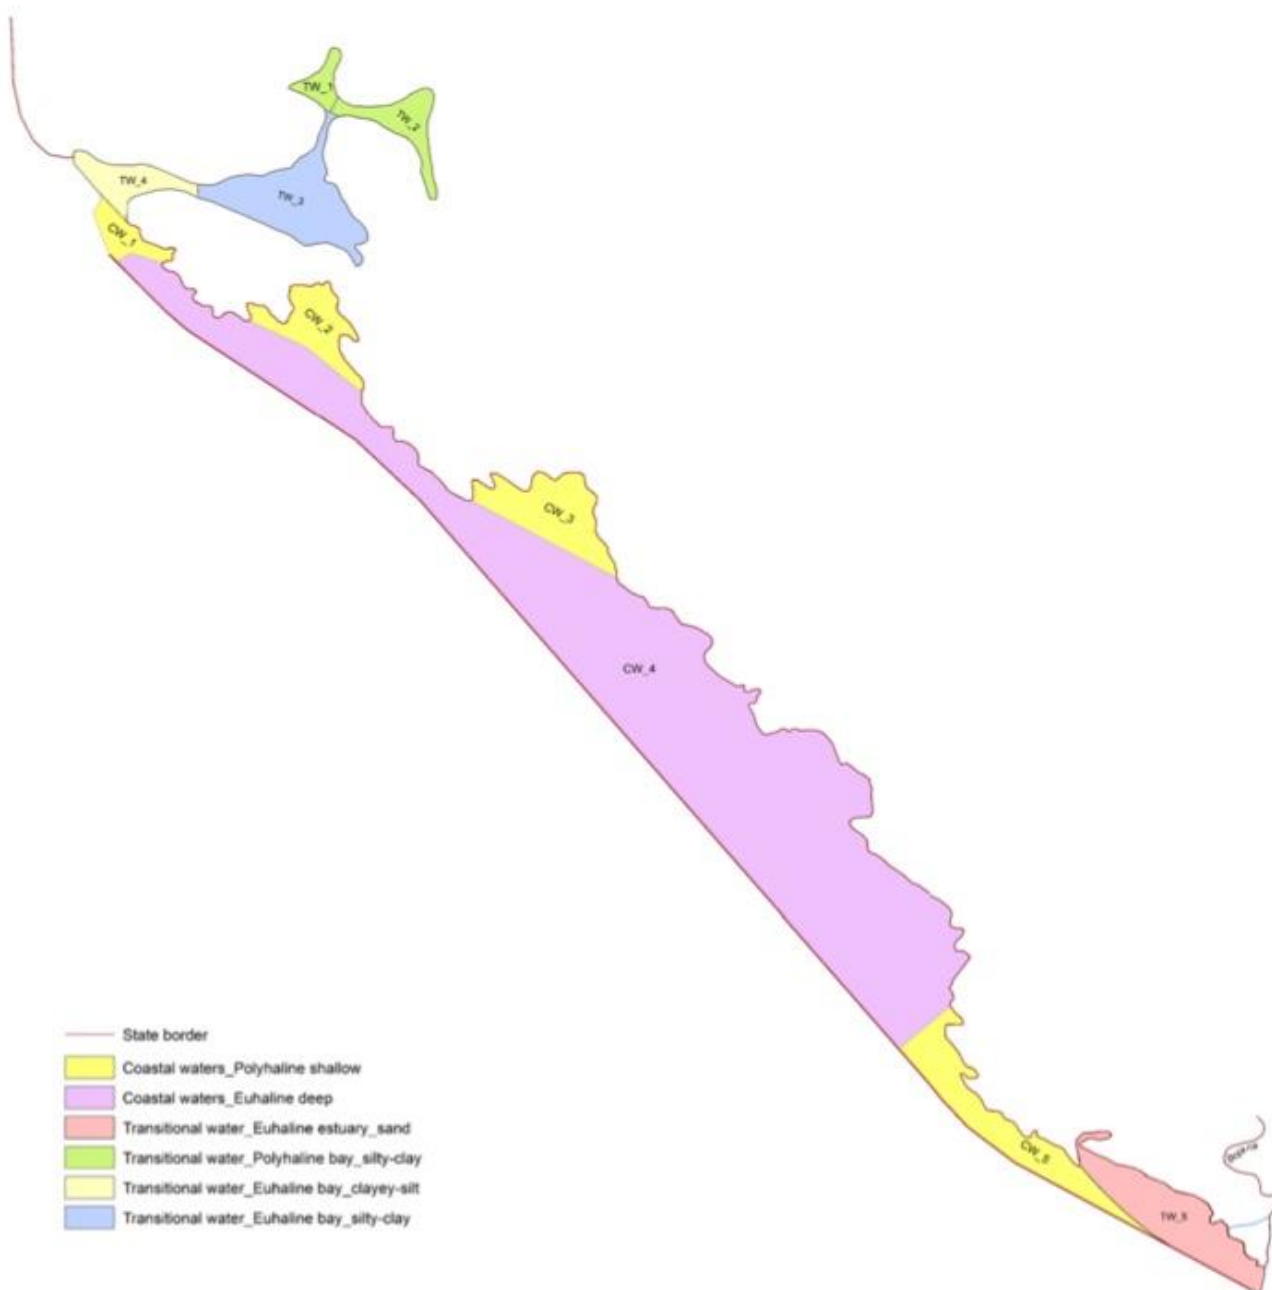 TW_1
TW_2
TW_4
TW_3
CW_1
CW_2
CW_3
CW_4
State border
Coastal waters_Polyhaline shallow
Coastal waters_Euhaline deep
Transitional water_Euhaline estuary_sand
Transitional water_Polyhaline bay_silty-clay
Transitional water_Euhaline bay_clayey-silt
Transitional water_Euhaline bay_silty-clay
CW_5
TW_5